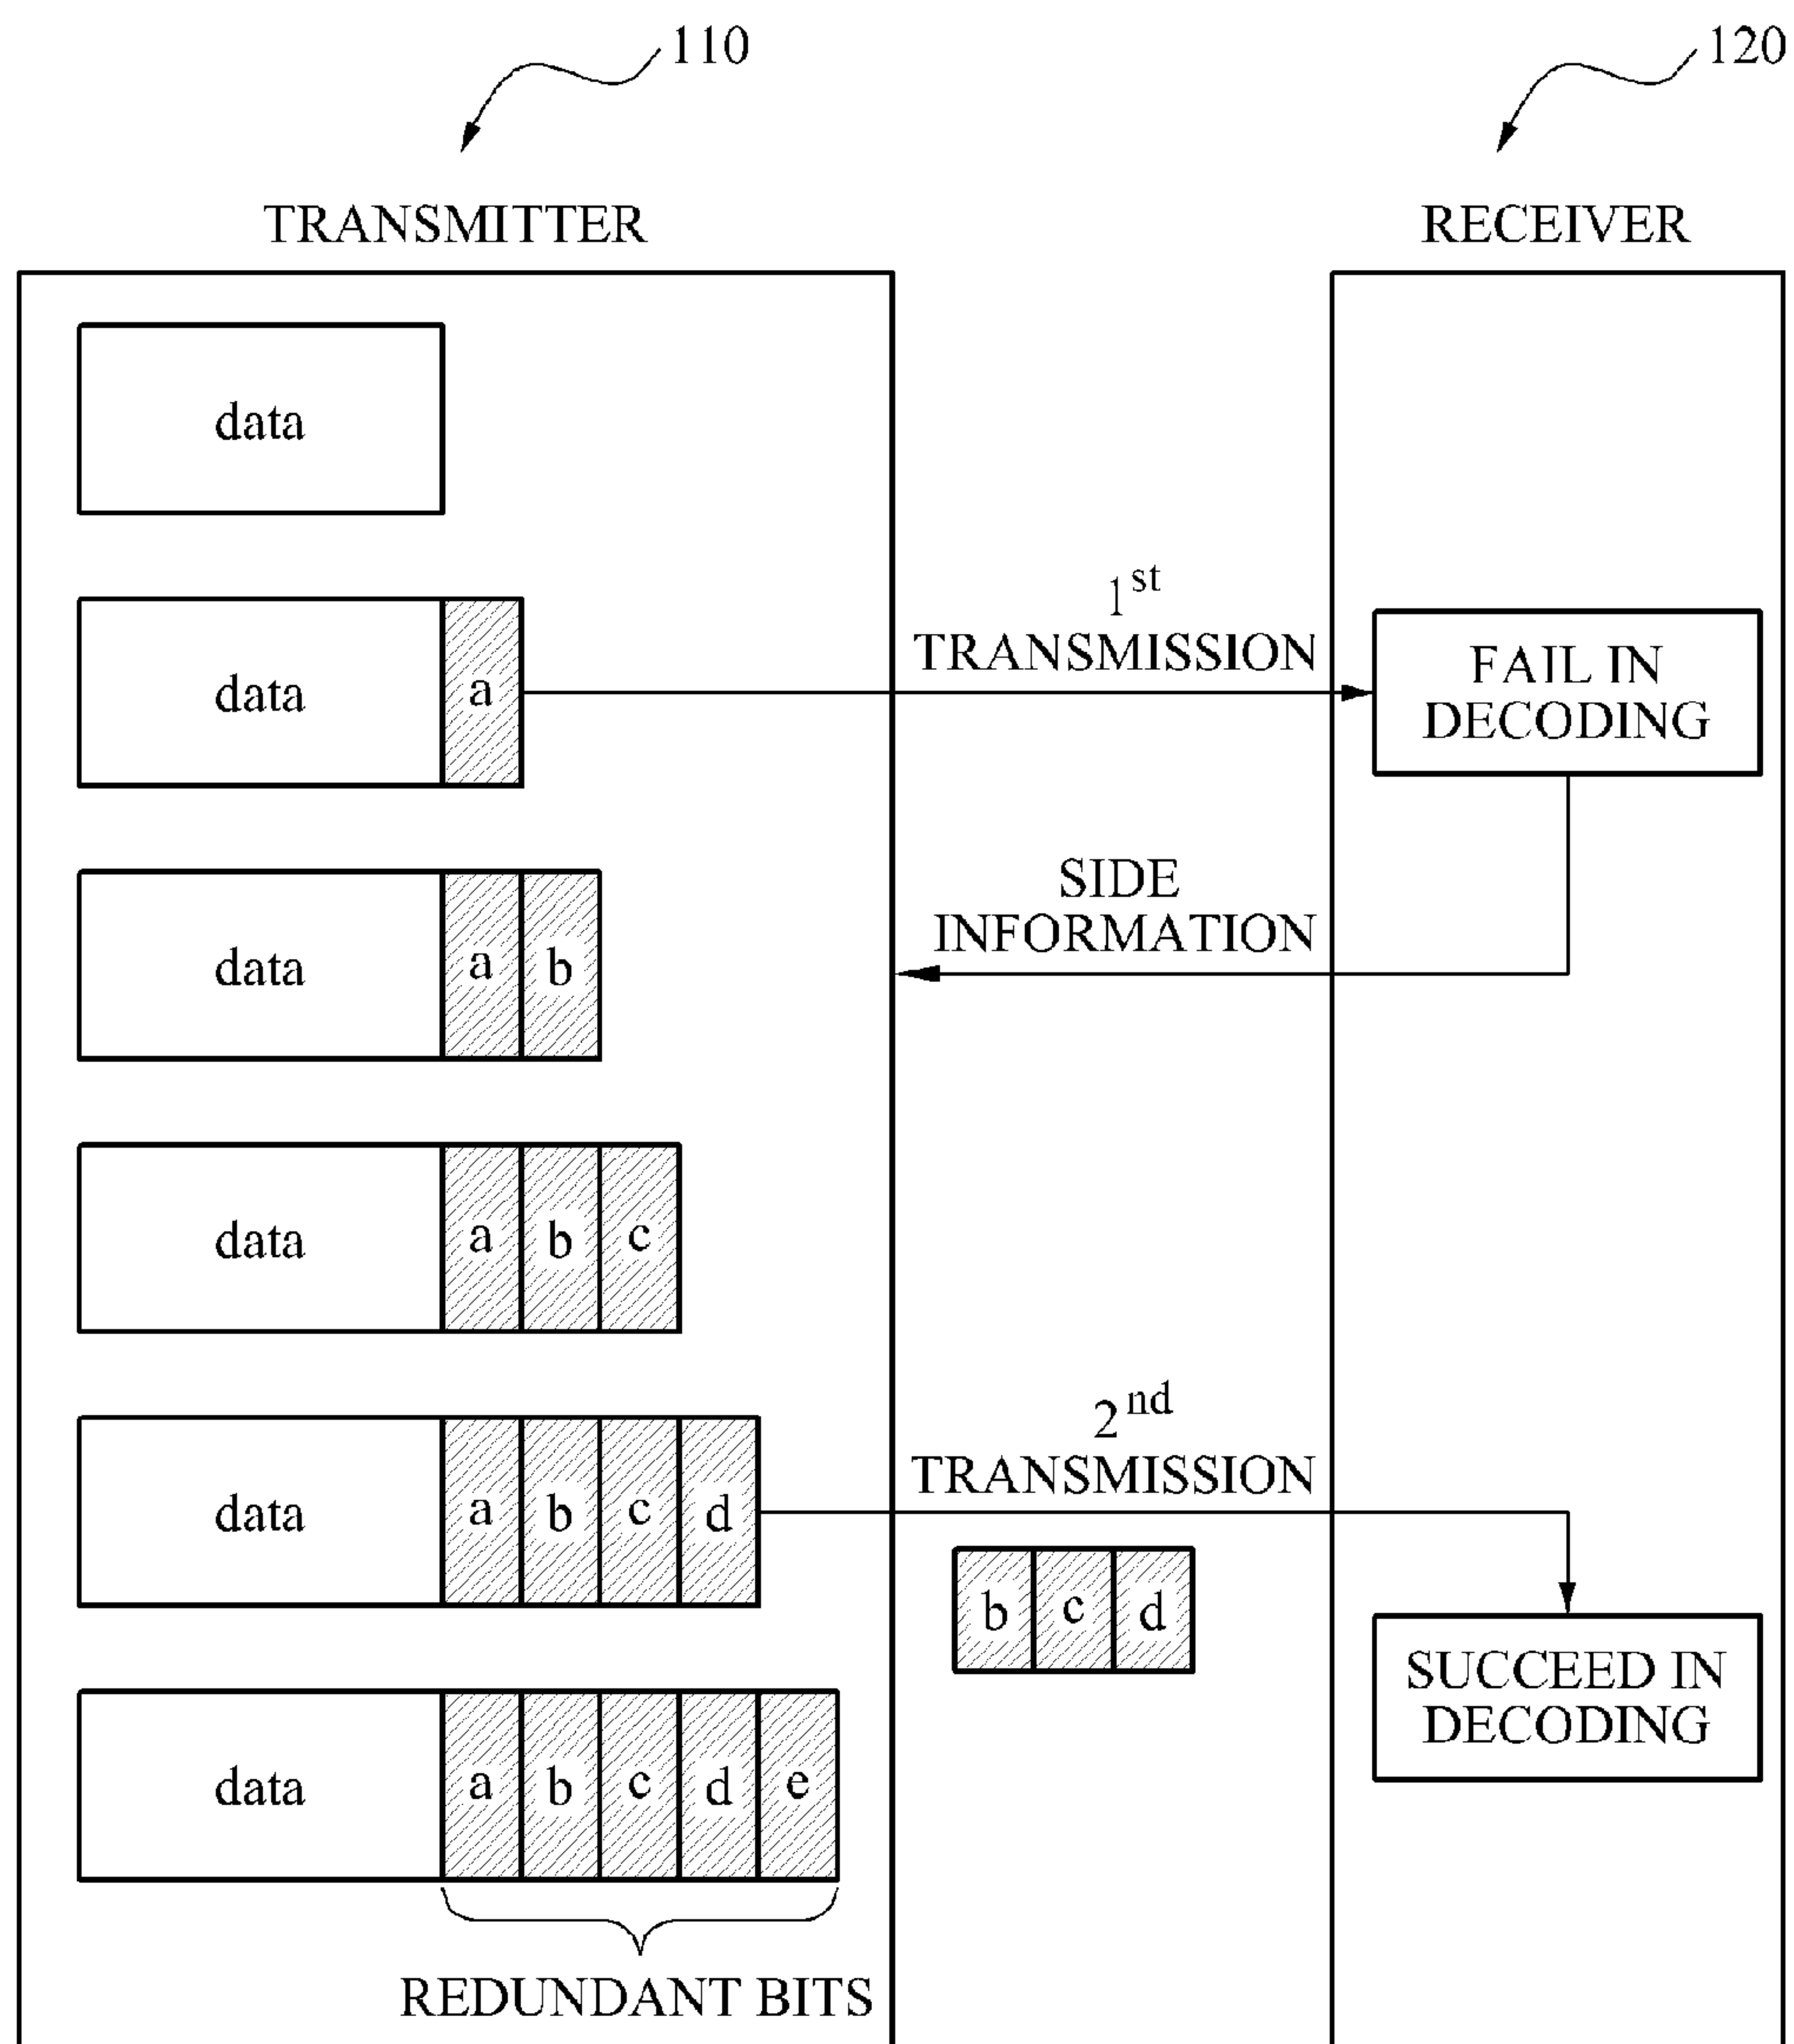 110
120
TRANSMITTER
RECEIVER
data
data a
1st
TRANSMISSION
FAIL IN
DECODING
data a b
SIDE
INFORMATION
data a b c
data a b c d
2nd
TRANSMISSION
b c d
SUCCEED IN
DECODING
data a b c d e
REDUNDANT BITS